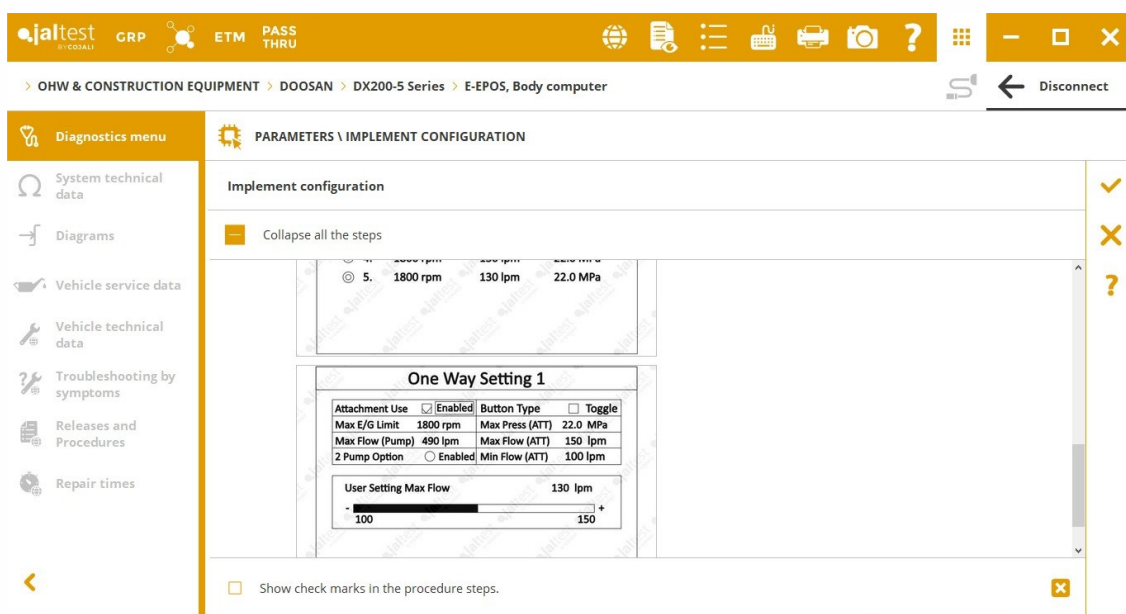 jaltest
BY COJALI
GRP
ETM
PASS
THRU
> OHW & CONSTRUCTION EQUIPMENT > DOOSAN > DX200-5 Series > E-EPOS, Body computer
Disconnect
Diagnostics menu
System technical
data
Diagrams
Vehicle service data
Vehicle technical
data
Troubleshooting by
symptoms
Releases and
Procedures
Repair times
PARAMETERS \ IMPLEMENT CONFIGURATION
Implement configuration
Collapse all the steps
5. 1800 rpm 130 lpm 22.0 MPa
One Way Setting 1
Attachment Use Enabled Button Type Toggle
Max E/G Limit 1800 rpm Max Press (ATT) 22.0 MPa
Max Flow (Pump) 490 lpm Max Flow (ATT) 150 lpm
2 Pump Option Enabled Min Flow (ATT) 100 lpm
User Setting Max Flow 130 lpm
- +
100 150
Show check marks in the procedure steps.